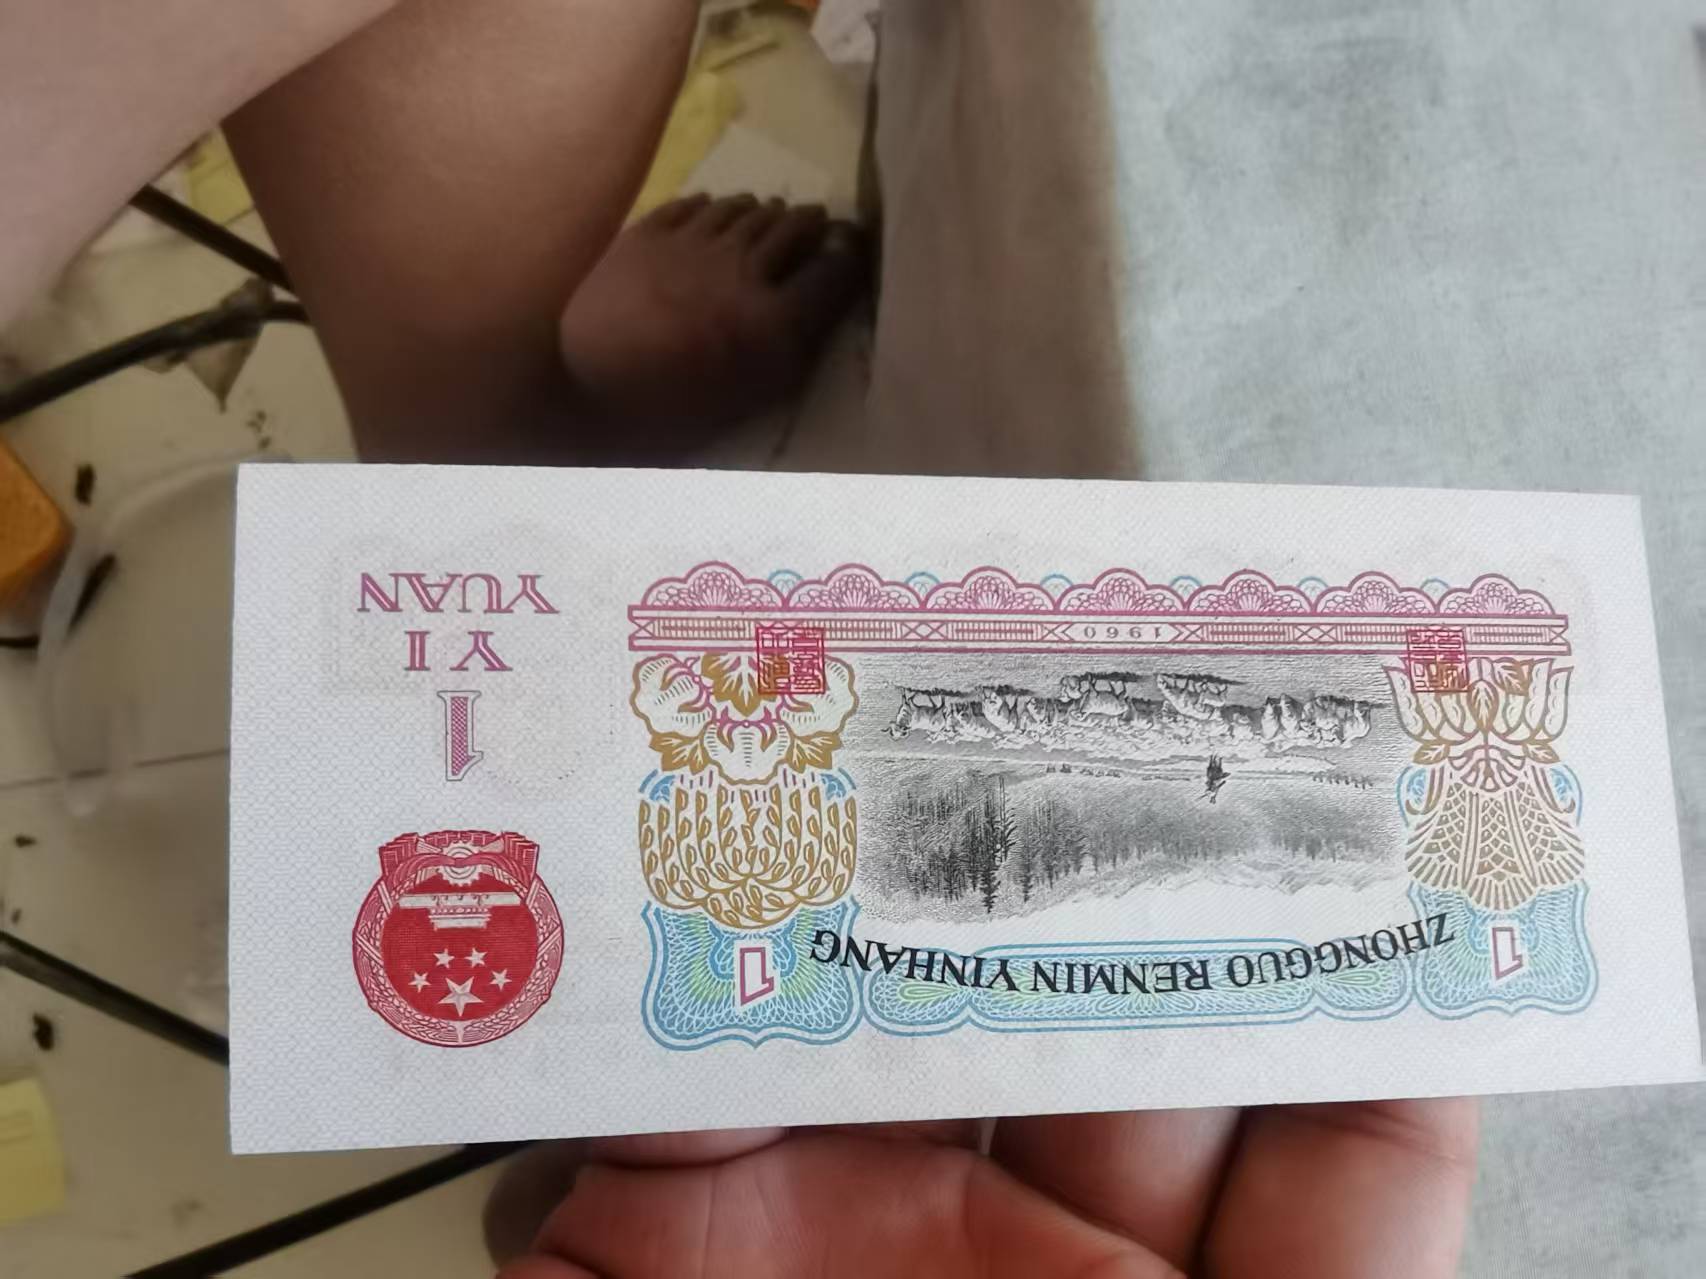 ZHONGGUO RENMIN YINHANG
1
1
1960
1
YI
YUAN